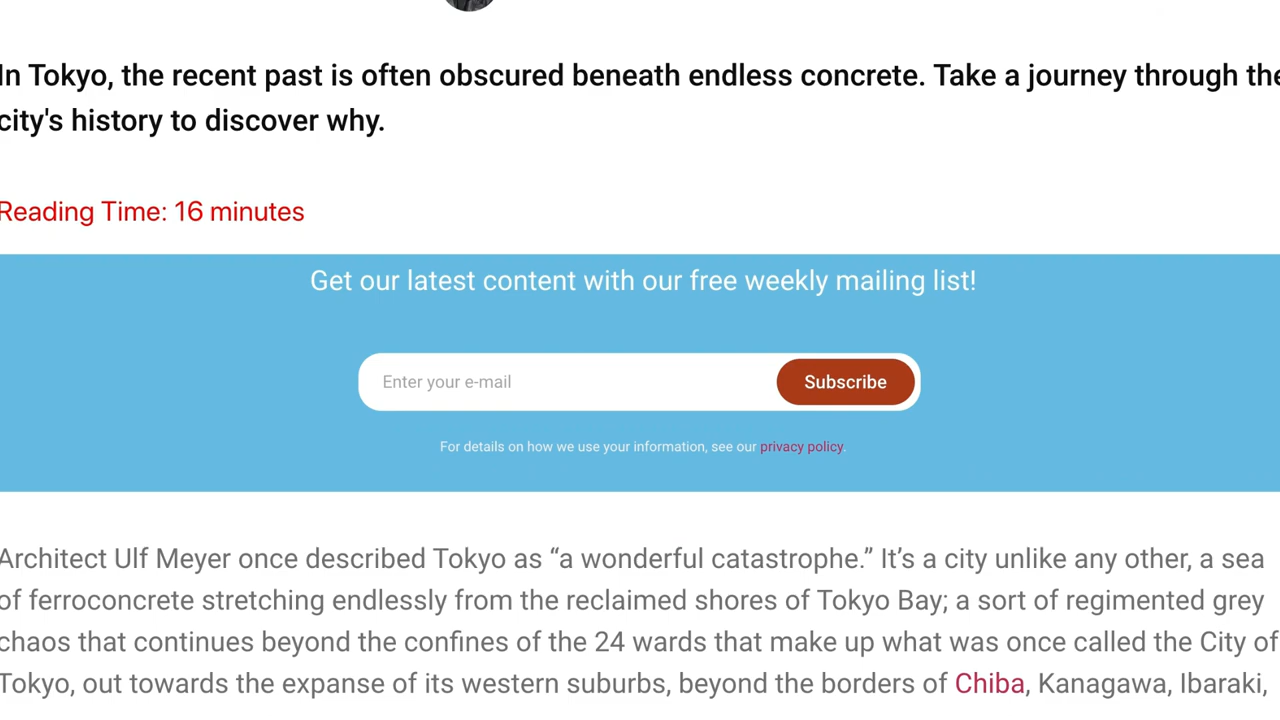 In Tokyo, the recent past is often obscured beneath endless concrete. Take a journey through the
city's history to discover why.
Reading Time: 16 minutes
Get our latest content with our free weekly mailing list!
Enter your e-mail
Subscribe
For details on how we use your information, see our privacy policy.
Architect Ulf Meyer once described Tokyo as “a wonderful catastrophe.” It’s a city unlike any other, a sea
of ferroconcrete stretching endlessly from the reclaimed shores of Tokyo Bay; a sort of regimented grey
chaos that continues beyond the confines of the 24 wards that make up what was once called the City of
Tokyo, out towards the expanse of its western suburbs, beyond the borders of Chiba, Kanagawa, Ibaraki,